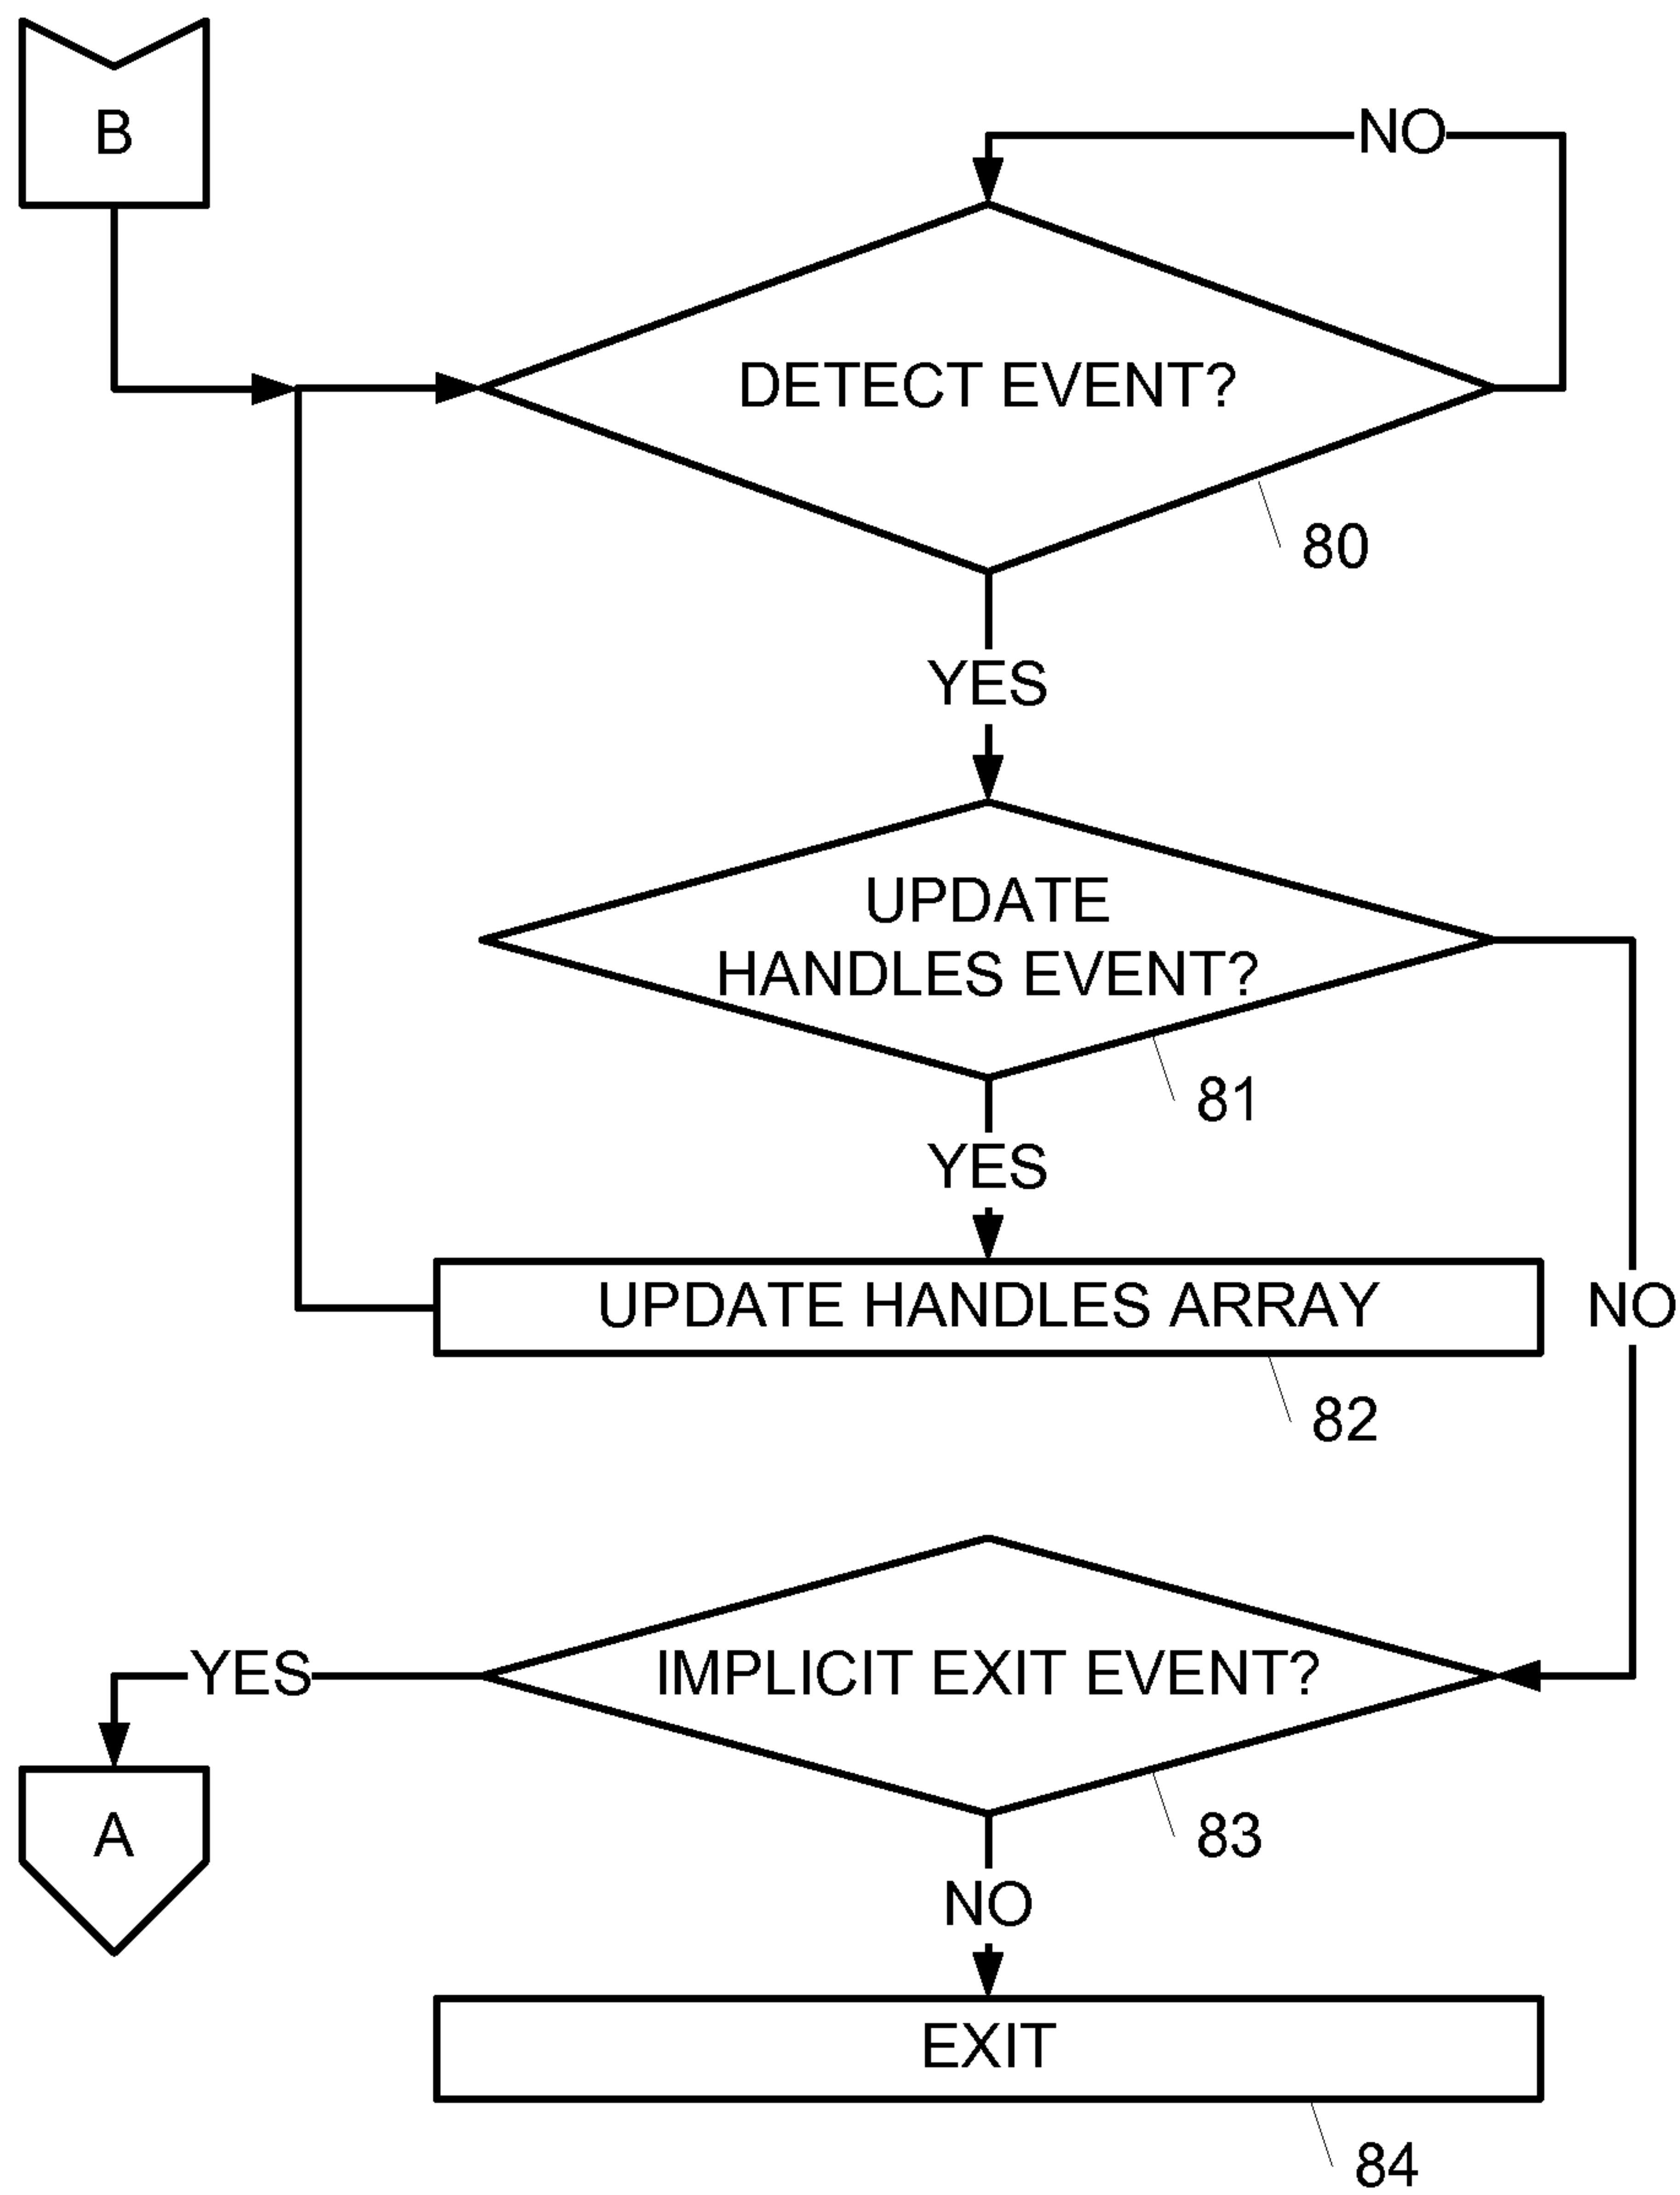 B
NO
DETECT EVENT?
80
YES
UPDATE
HANDLES EVENT?
81
YES
UPDATE HANDLES ARRAY
NO
82
YES
IMPLICIT EXIT EVENT?
A
83
NO
EXIT
84